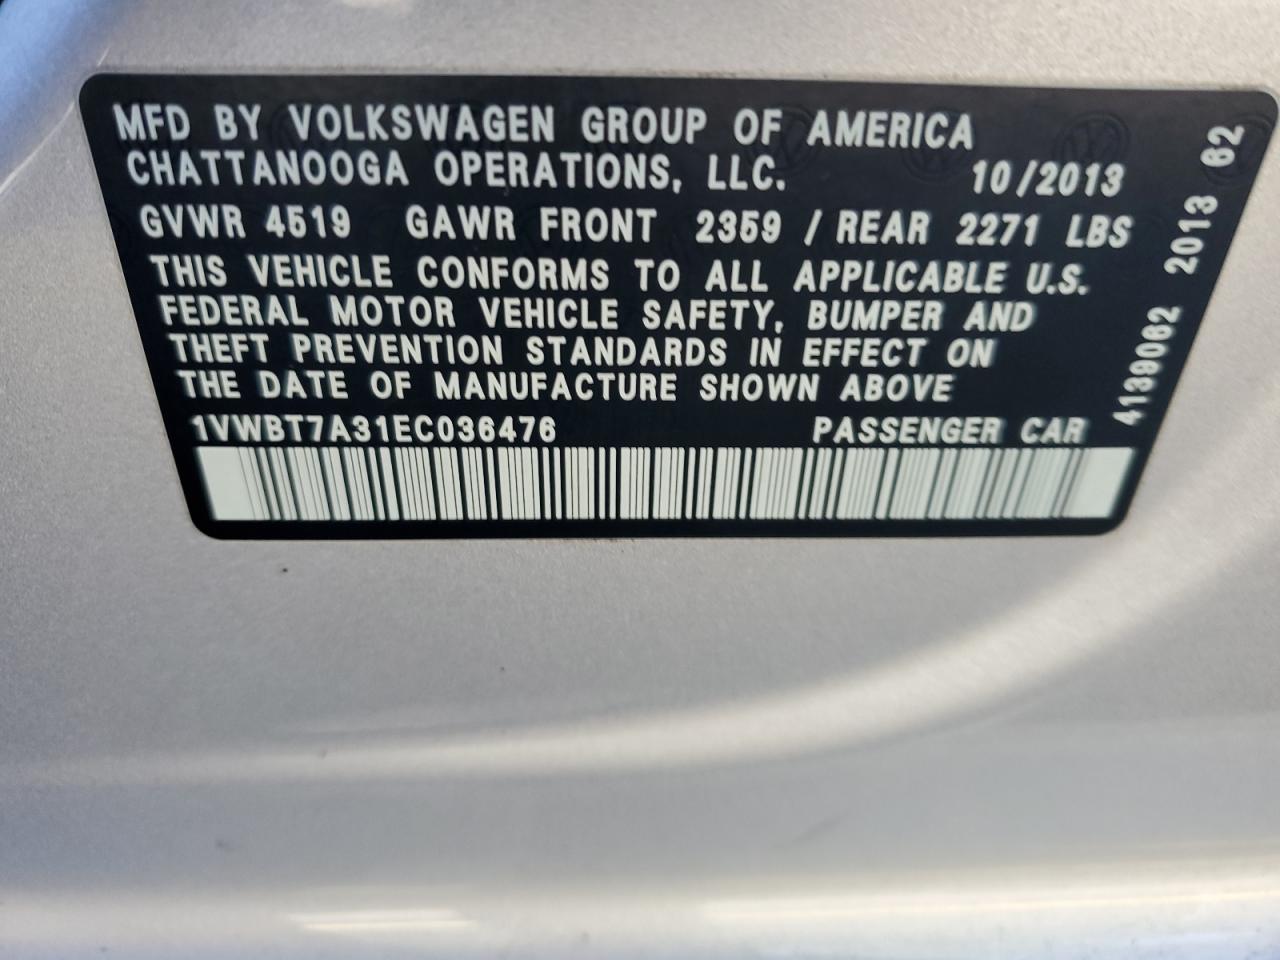 MFD BY VOLKSWAGEN GROUP OF AMERICA
CHATTANOOGA OPERATIONS, LLC. 10/2013
GVWR 4519 GAWR FRONT 2359 / REAR 2271 LBS
THIS VEHICLE CONFORMS TO ALL APPLICABLE U.S.
FEDERAL MOTOR VEHICLE SAFETY, BUMPER AND
THEFT PREVENTION STANDARDS IN EFFECT ON
THE DATE OF MANUFACTURE SHOWN ABOVE
1VWBT7A31EC036476 PASSENGER CAR
4139082 2013 62